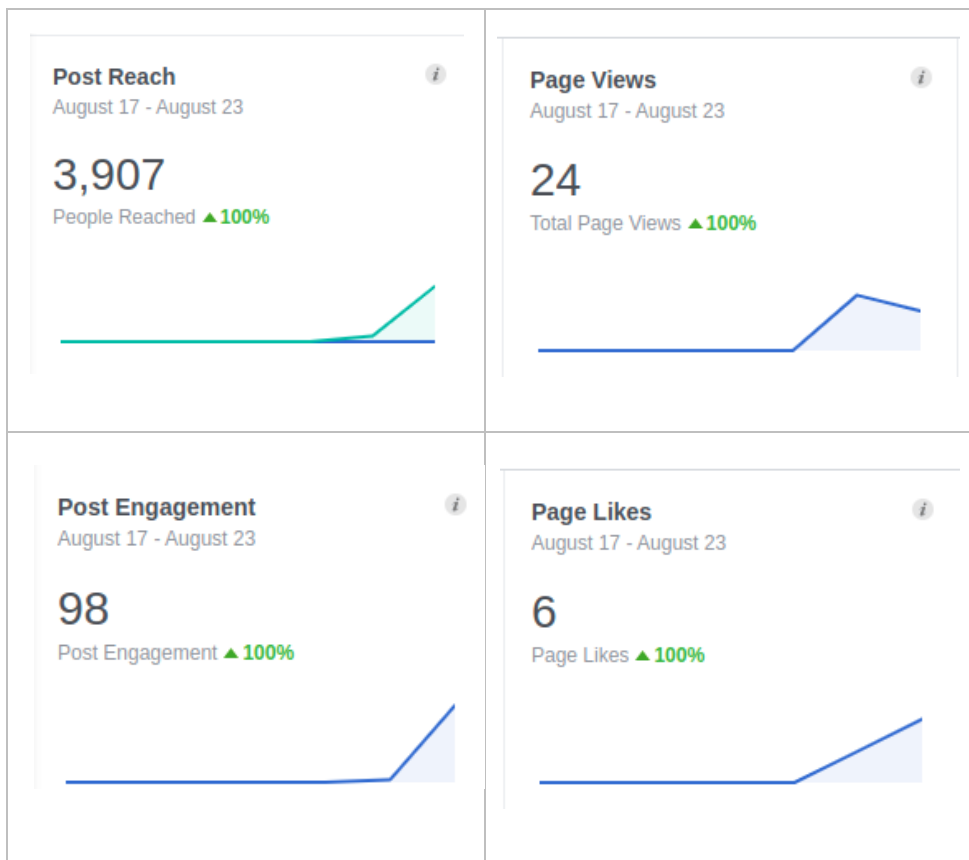 Post Reach
August 17 - August 23
3,907
People Reached ▲100%
Page Views
August 17 - August 23
24
Total Page Views ▲100%
Post Engagement
August 17 - August 23
98
Post Engagement ▲100%
Page Likes
August 17 - August 23
6
Page Likes ▲100%